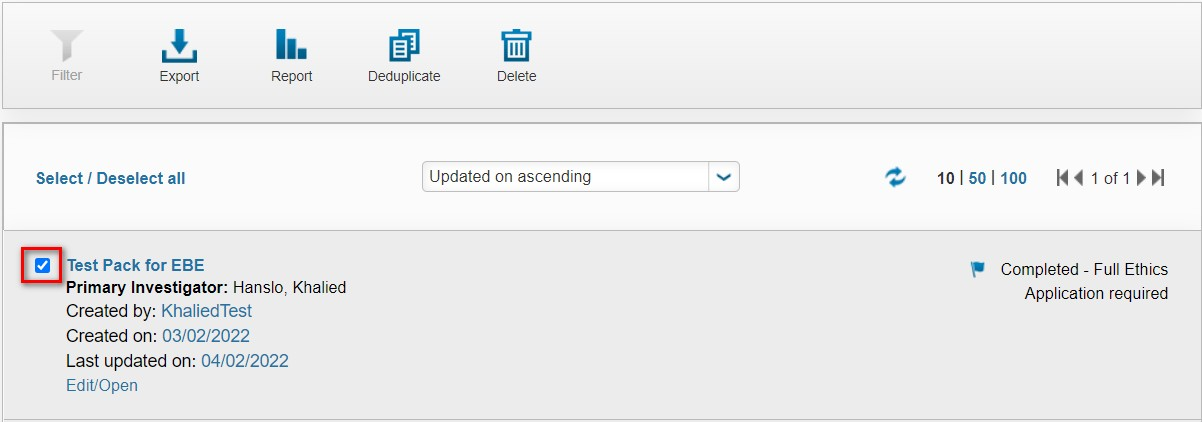 Filter
Export
Report
Deduplicate
Delete
Select / Deselect all
Updated on ascending
10 | 50 | 100
1 of 1
Test Pack for EBE
Primary Investigator: Hanslo, Khalied
Created by: KhaliedTest
Created on: 03/02/2022
Last updated on: 04/02/2022
Edit/Open
Completed - Full Ethics
Application required